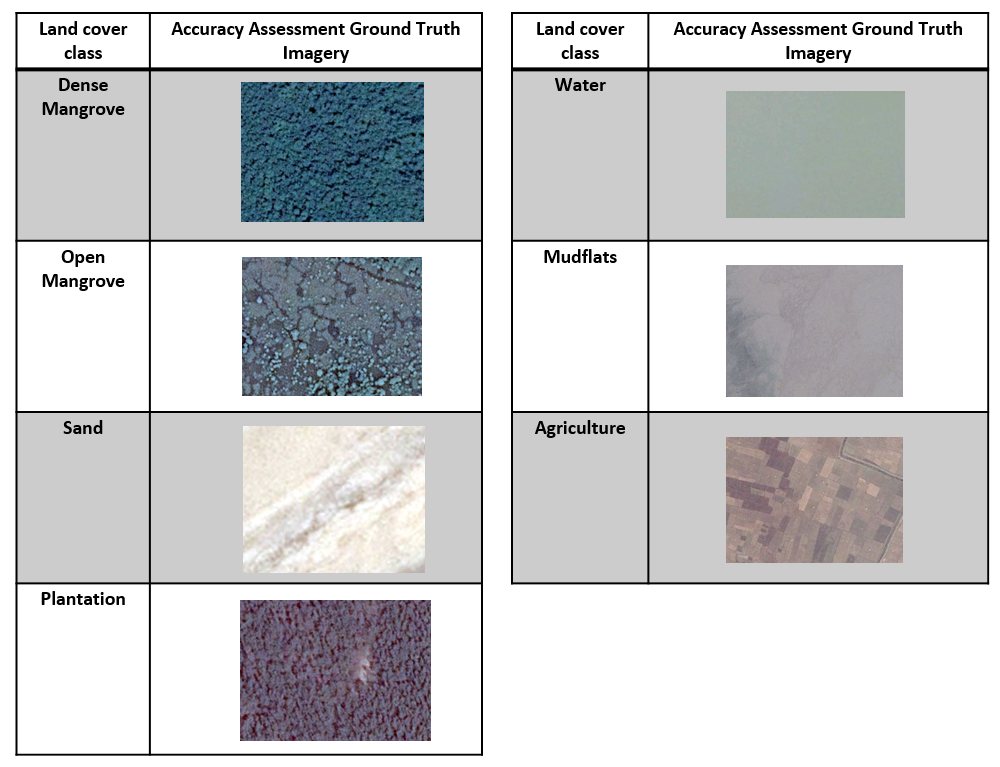 Land cover
class
Accuracy Assessment Ground Truth
Imagery
Dense
Mangrove
Open
Mangrove
Sand
Plantation
Land cover
class
Accuracy Assessment Ground Truth
Imagery
Water
Mudflats
Agriculture